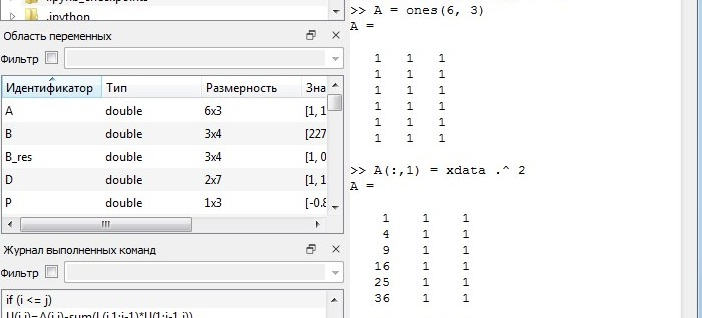 .ipython
Область переменных
Фильтр
Идентификатор Тип Размерность Зна
A double 6x3 [1, 1
B double 3x4 [227
B_res double 3x4 [1, 0
D double 2x7 [1, 1
P double 1x3 [-0.8
Журнал выполненных команд
Фильтр
if (i <= j)
U(i,j)=A(i,j)-sum(L(i,1:i-1)*U(1:i-1,j))
>> A = ones(6, 3)
A =
1 1 1
1 1 1
1 1 1
1 1 1
1 1 1
1 1 1
>> A(:,1) = xdata .^ 2
A =
1 1 1
4 1 1
9 1 1
16 1 1
25 1 1
36 1 1